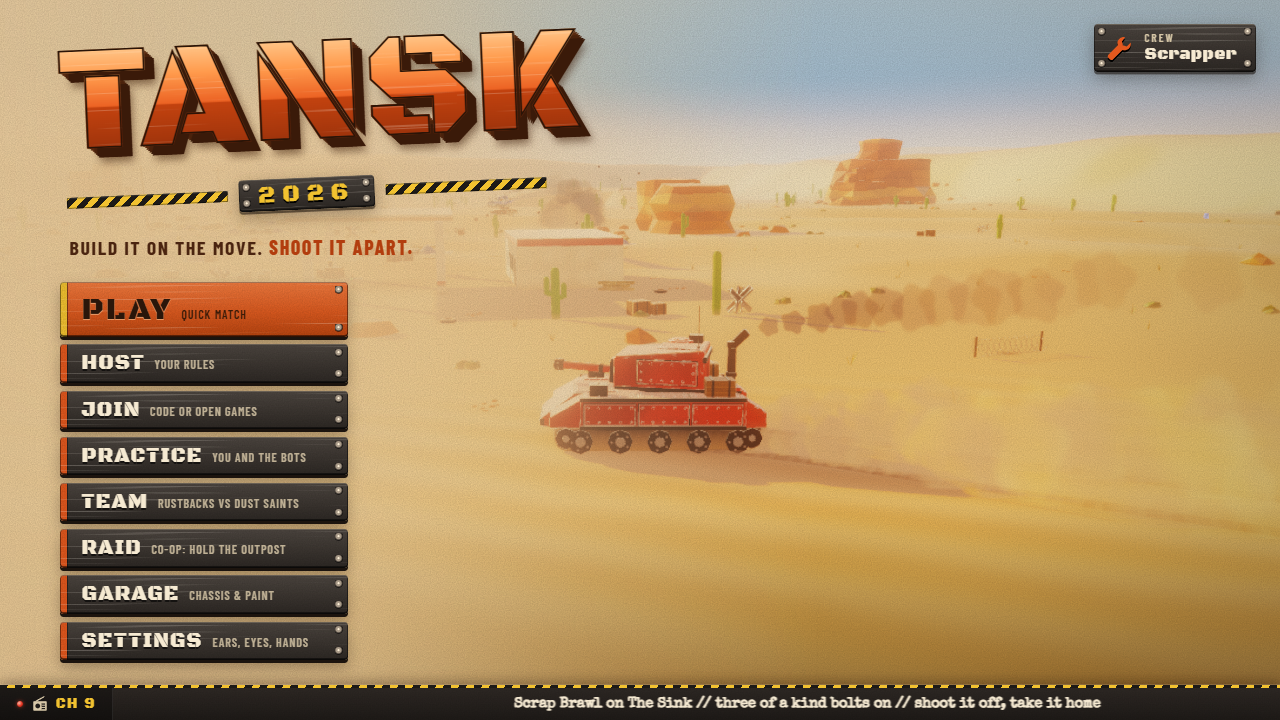 TANSK
2026
CREW
Scrapper
BUILD IT ON THE MOVE. SHOOT IT APART.
PLAY QUICK MATCH
HOST YOUR RULES
JOIN CODE OR OPEN GAMES
PRACTICE YOU AND THE BOTS
TEAM RUSTBACKS VS DUST SAINTS
RAID CO-OP: HOLD THE OUTPOST
GARAGE CHASSIS & PAINT
SETTINGS EARS, EYES, HANDS
CH 9
Scrap Brawl on The Sink // three of a kind bolts on // shoot it off, take it home